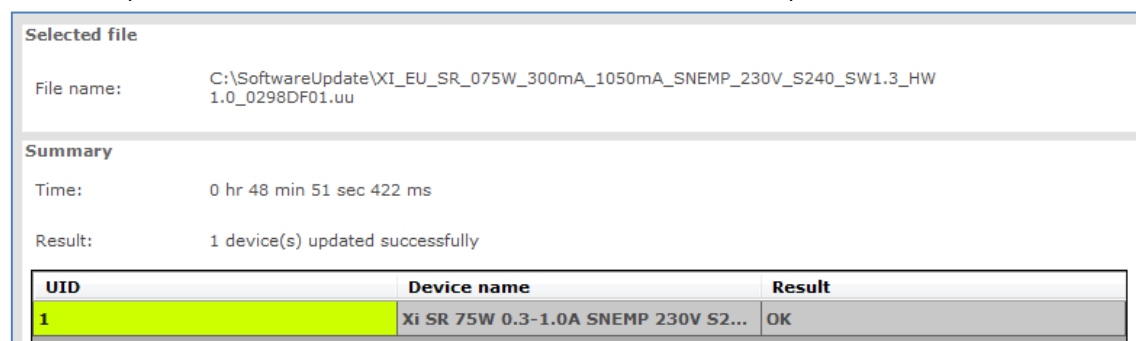 Selected file
File name: C:\SoftwareUpdate\XI_EU_SR_075W_300mA_1050mA_SNEMP_230V_S240_SW1.3_HW
1.0_0298DF01.uu
Summary
Time: 0 hr 48 min 51 sec 422 ms
Result: 1 device(s) updated successfully
UID Device name Result
1 Xi SR 75W 0.3-1.0A SNEMP 230V S2... OK